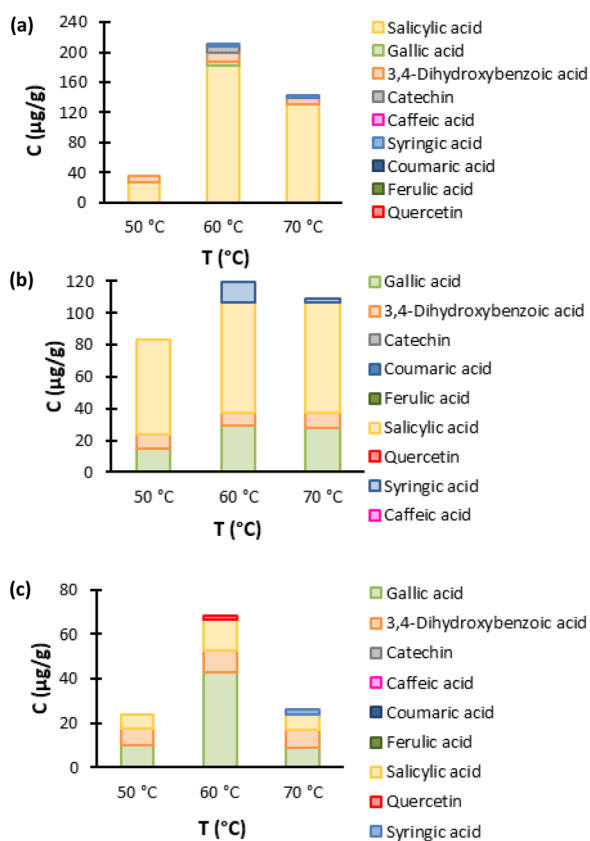 (a)
240
200
160
120
80
40
0
C (µg/g)
50 °C 60 °C 70 °C
T (°C)
Salicylic acid
Gallic acid
3,4-Dihydroxybenzoic acid
Catechin
Caffeic acid
Syringic acid
Coumaric acid
Ferulic acid
Quercetin
(b)
120
100
80
60
40
20
0
C (µg/g)
50 °C 60 °C 70 °C
T (°C)
Gallic acid
3,4-Dihydroxybenzoic acid
Catechin
Coumaric acid
Ferulic acid
Salicylic acid
Quercetin
Syringic acid
Caffeic acid
(c)
80
60
40
20
0
C (µg/g)
50 °C 60 °C 70 °C
T (°C)
Gallic acid
3,4-Dihydroxybenzoic acid
Catechin
Caffeic acid
Coumaric acid
Ferulic acid
Salicylic acid
Quercetin
Syringic acid